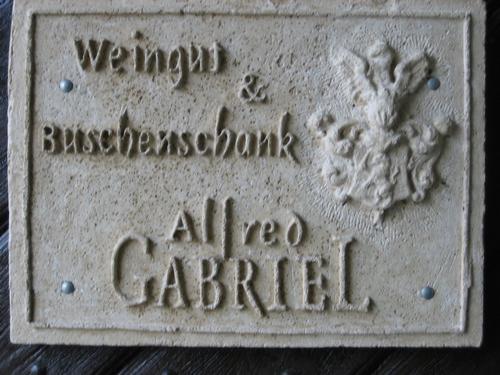 Weingut
&
Buschenschank
Alfred
GABRIEL